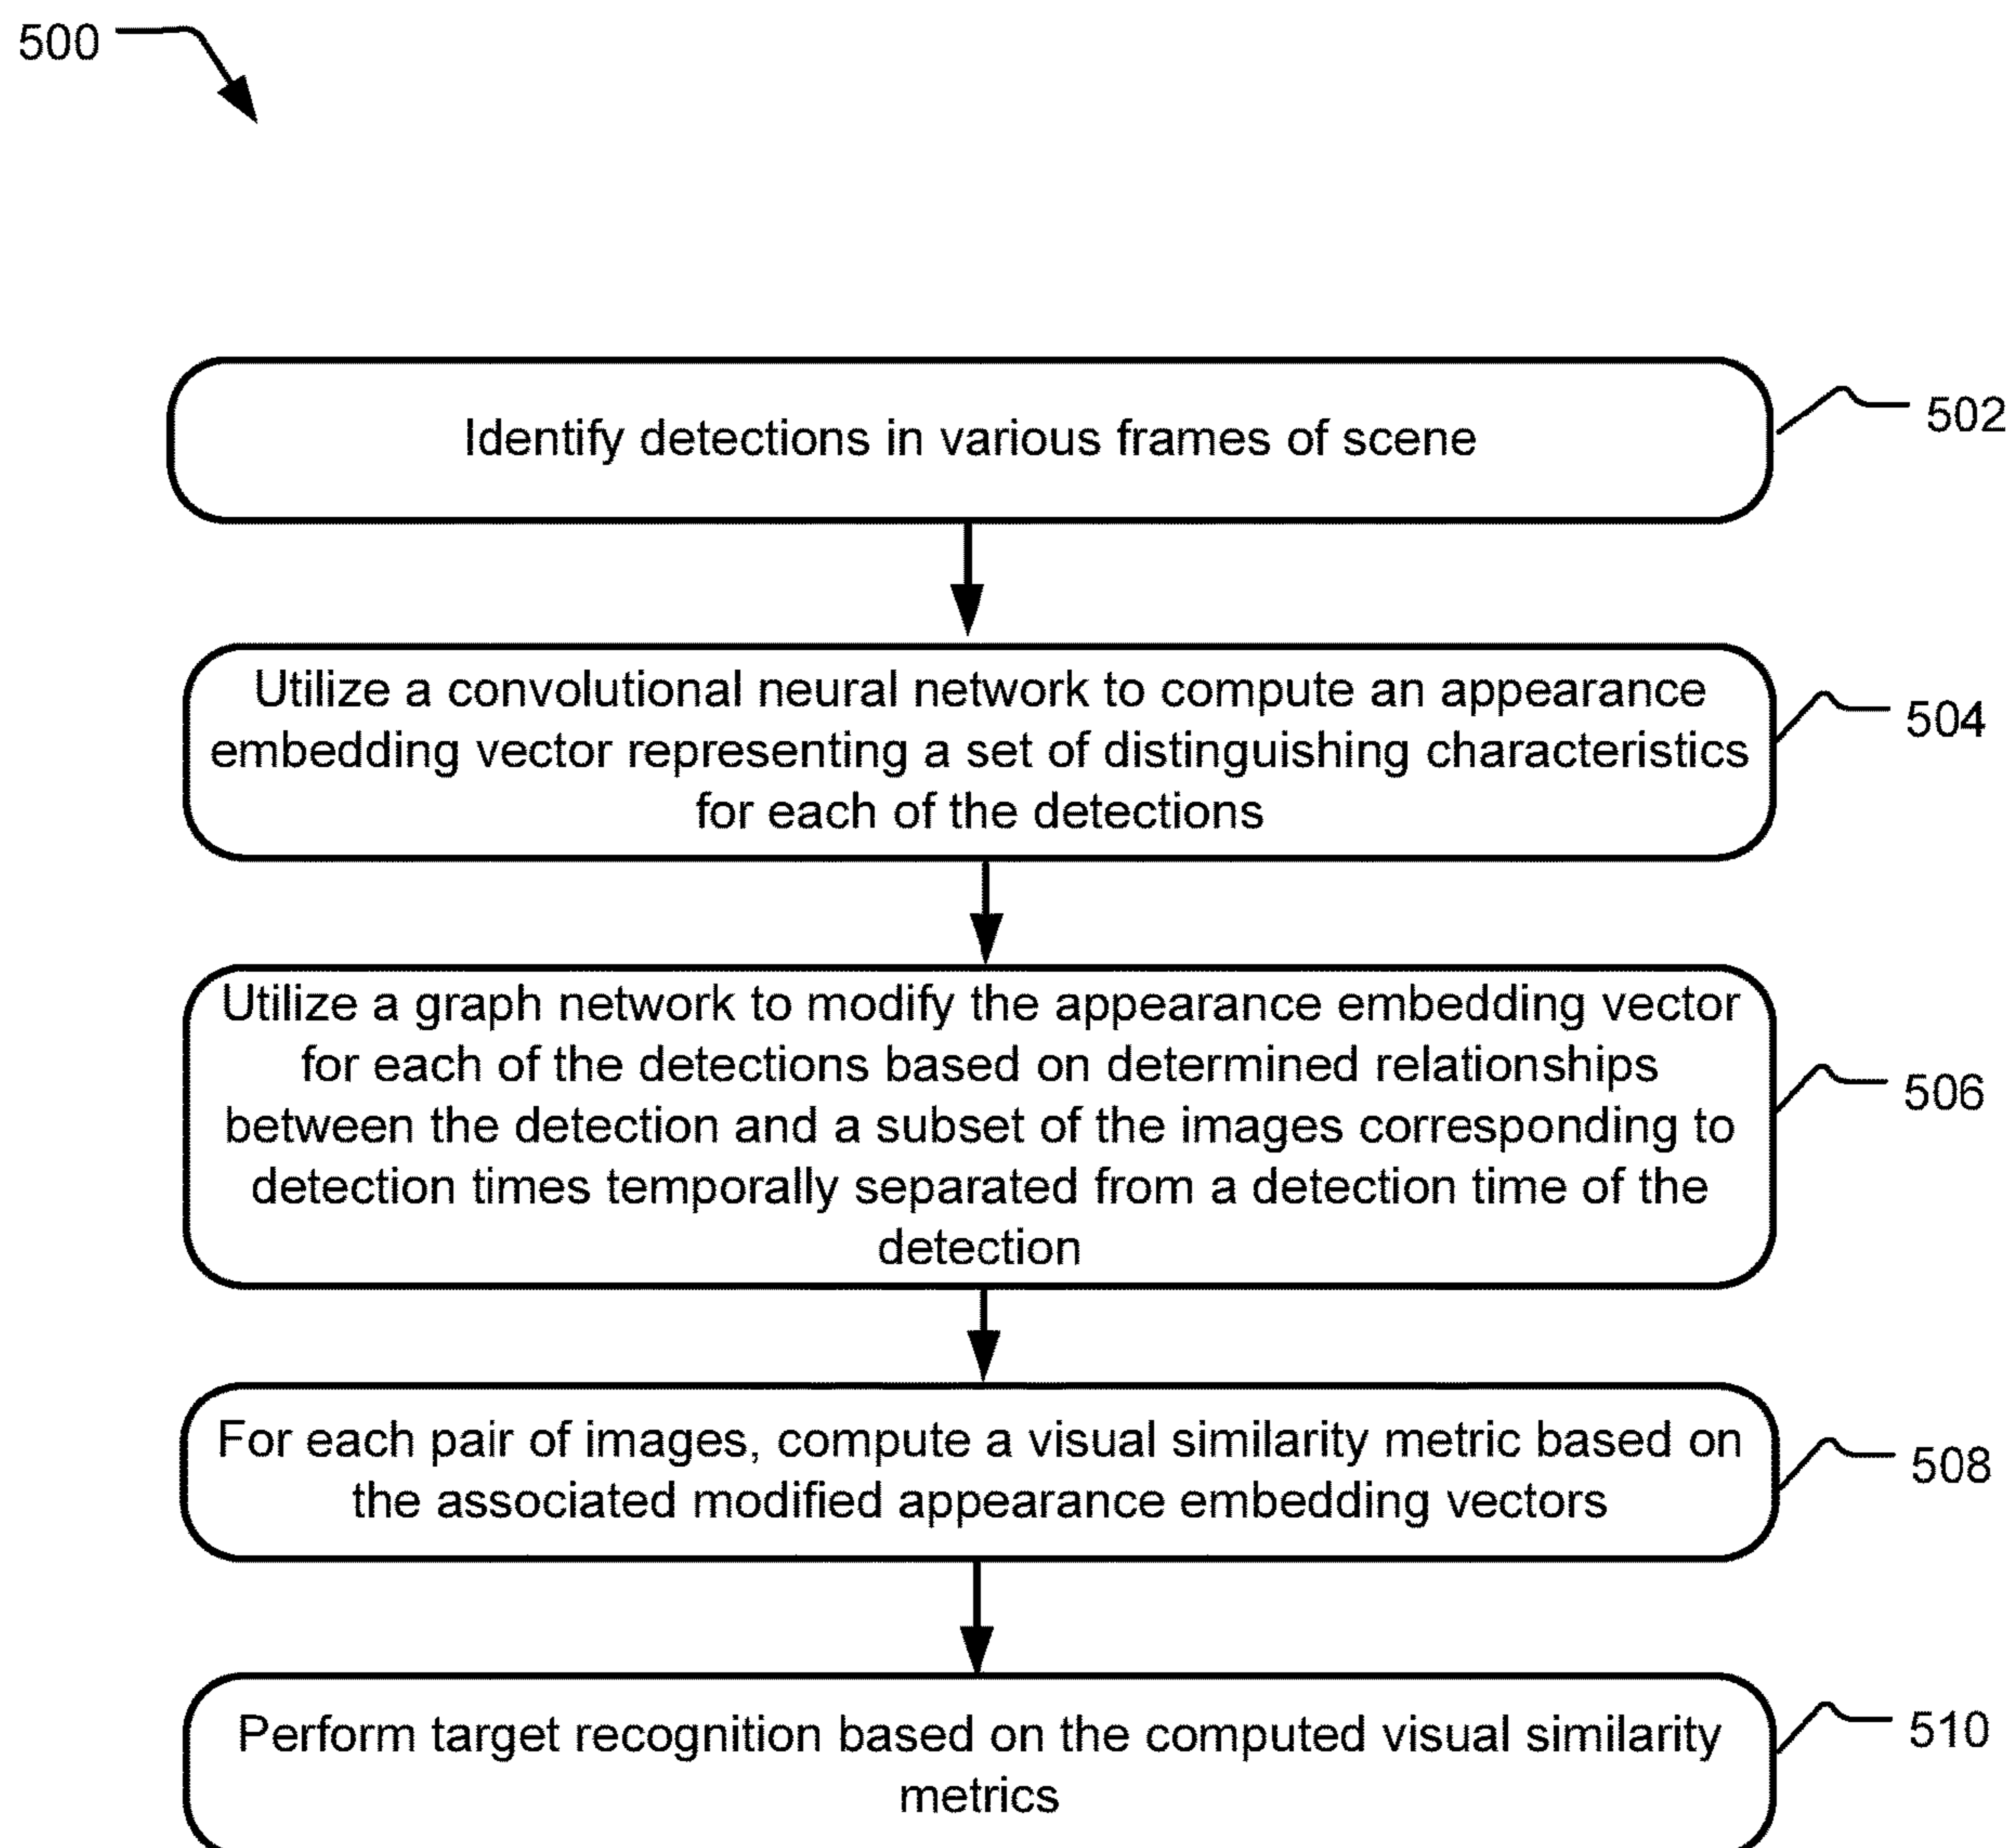 500
Identify detections in various frames of scene
502
Utilize a convolutional neural network to compute an appearance
embedding vector representing a set of distinguishing characteristics
for each of the detections
504
Utilize a graph network to modify the appearance embedding vector
for each of the detections based on determined relationships
between the detection and a subset of the images corresponding to
detection times temporally separated from a detection time of the
detection
506
For each pair of images, compute a visual similarity metric based on
the associated modified appearance embedding vectors
508
Perform target recognition based on the computed visual similarity
metrics
510